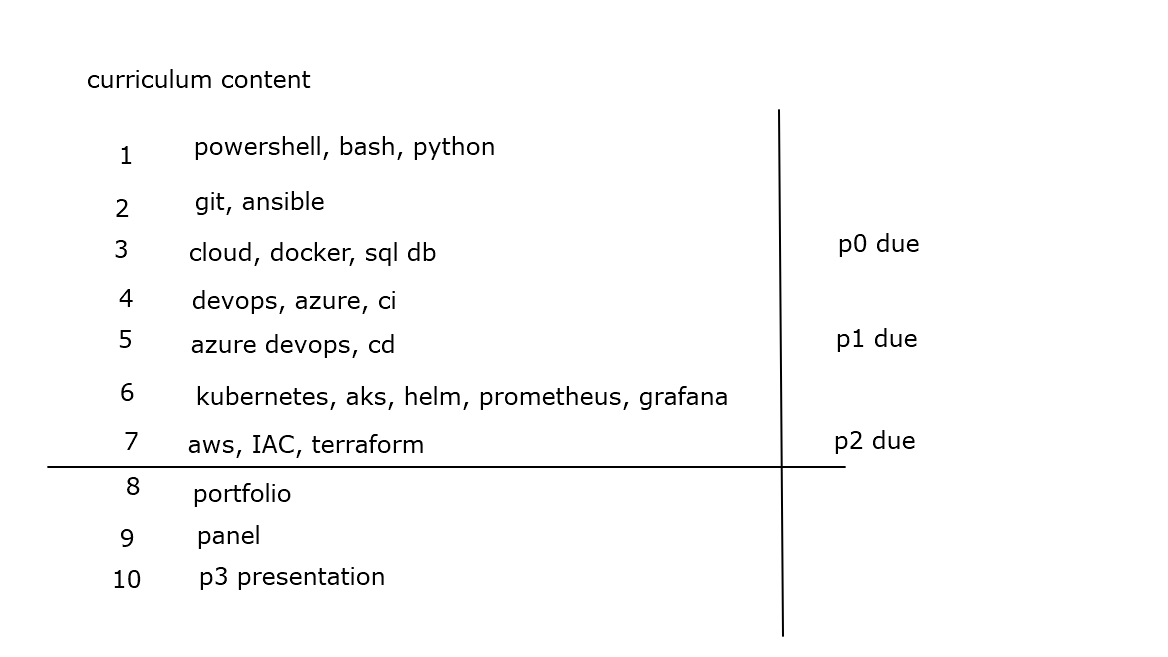 curriculum content
1 powershell, bash, python
2 git, ansible
3 cloud, docker, sql db p0 due
4 devops, azure, ci
5 azure devops, cd p1 due
6 kubernetes, aks, helm, prometheus, grafana
7 aws, IAC, terraform p2 due
8 portfolio
9 panel
10 p3 presentation